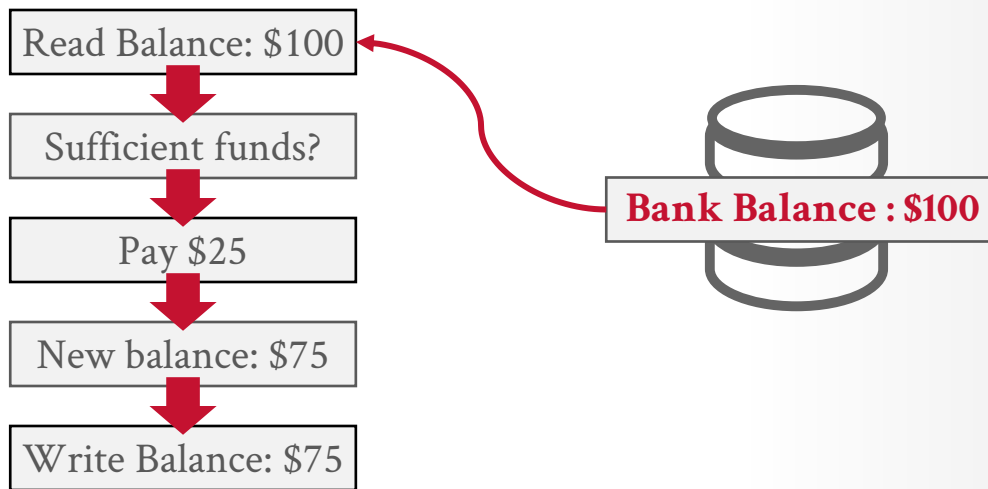 Read Balance: $100
Sufficient funds?
Pay $25
New balance: $75
Write Balance: $75
Bank Balance : $100